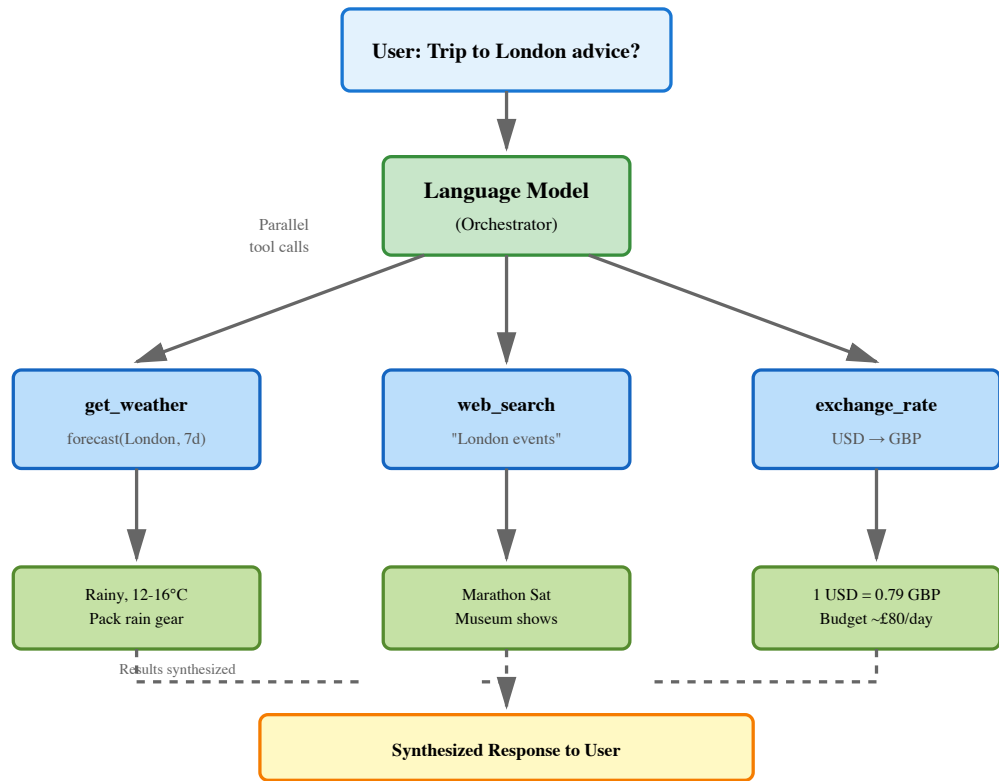 User: Trip to London advice?
Language Model
(Orchestrator)
Parallel
tool calls
get_weather
forecast(London, 7d)
web_search
"London events"
exchange_rate
USD → GBP
Rainy, 12-16°C
Pack rain gear
Marathon Sat
Museum shows
1 USD = 0.79 GBP
Budget ~£80/day
Results synthesized
Synthesized Response to User